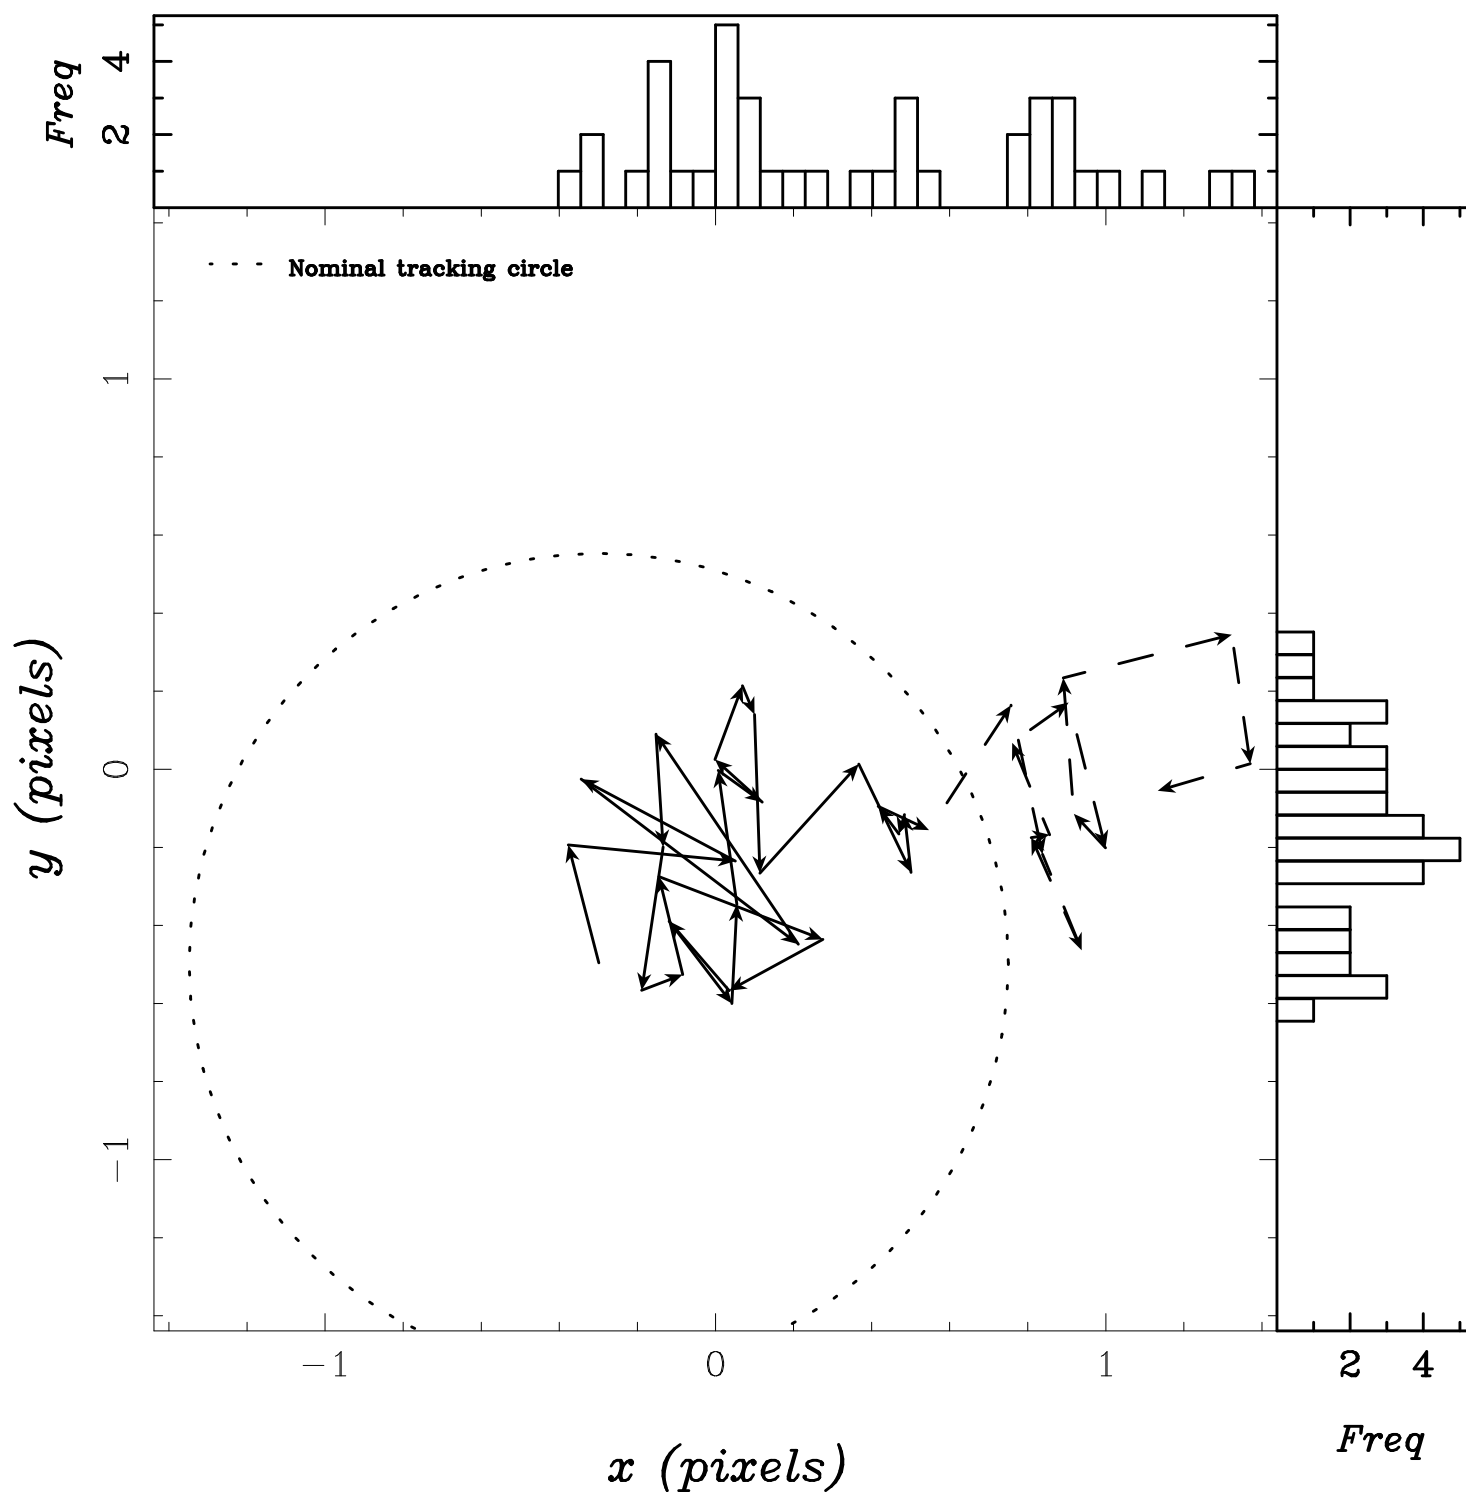 Freq
4
2
Nominal tracking circle
1
0
−1
y (pixels)
−1 0 1
2 4
Freq
x (pixels)